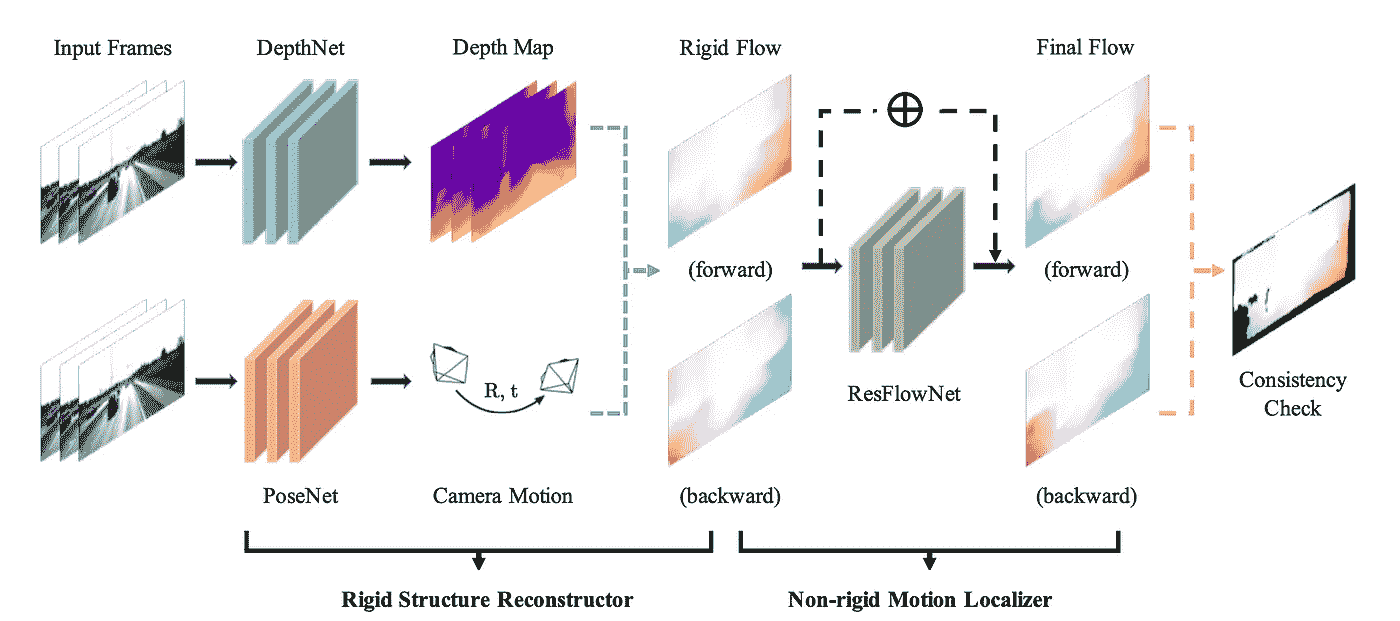 Input Frames
DepthNet
Depth Map
Rigid Flow
Final Flow
(forward)
(forward)
R, t
ResFlowNet
Consistency
Check
PoseNet
Camera Motion
(backward)
(backward)
Rigid Structure Reconstructor
Non-rigid Motion Localizer